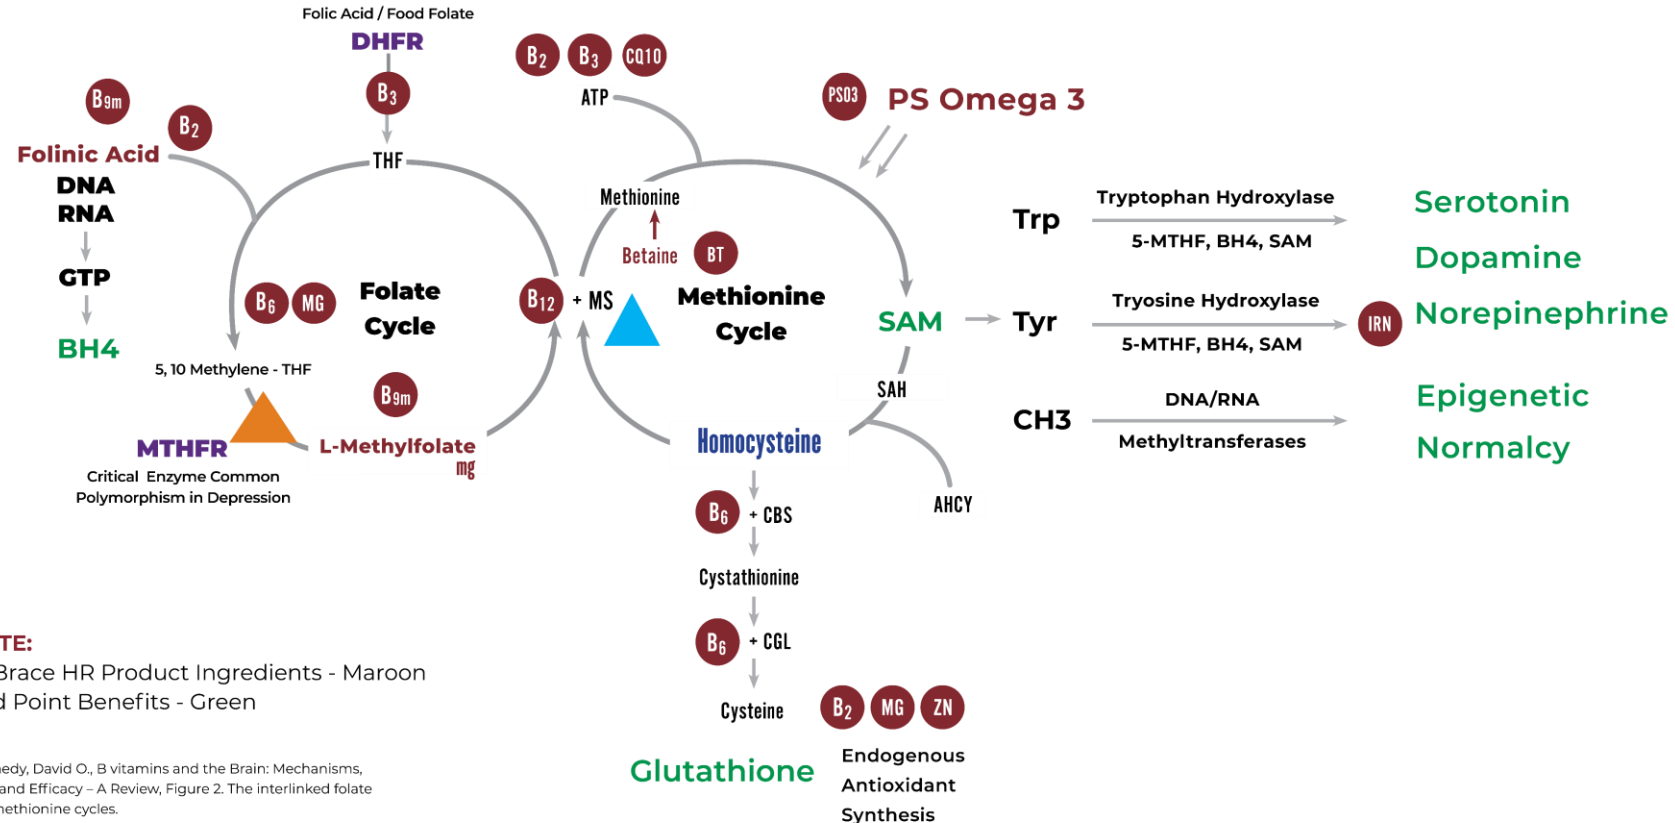 Folic Acid / Food Folate
DHFR
B3
THF
B9m
B2
Folinic Acid
DNA
RNA
GTP
BH4
B6 MG
Folate
Cycle
5, 10 Methylene - THF
B9m
MTHFR
L-Methylfolate
mg
Critical Enzyme Common
Polymorphism in Depression
B2 B3 CQ10
ATP
PSO3 PS Omega 3
Methionine
Betaine BT
B12 + MS
Methionine
Cycle
SAM
SAH
Homocysteine
AHCY
B6 + CBS
Cystathionine
B6 + CGL
Cysteine
B2 MG ZN
Glutathione
Endogenous
Antioxidant
Synthesis
Trp
Tryptophan Hydroxylase
5-MTHF, BH4, SAM
Tyr
Tryosine Hydroxylase
5-MTHF, BH4, SAM
IRN
CH3
DNA/RNA
Methyltransferases
Serotonin
Dopamine
Norepinephrine
Epigenetic
Normalcy
TE:
Brace HR Product Ingredients - Maroon
d Point Benefits - Green
nedy, David O., B vitamins and the Brain: Mechanisms,
and Efficacy – A Review, Figure 2. The interlinked folate
methionine cycles.